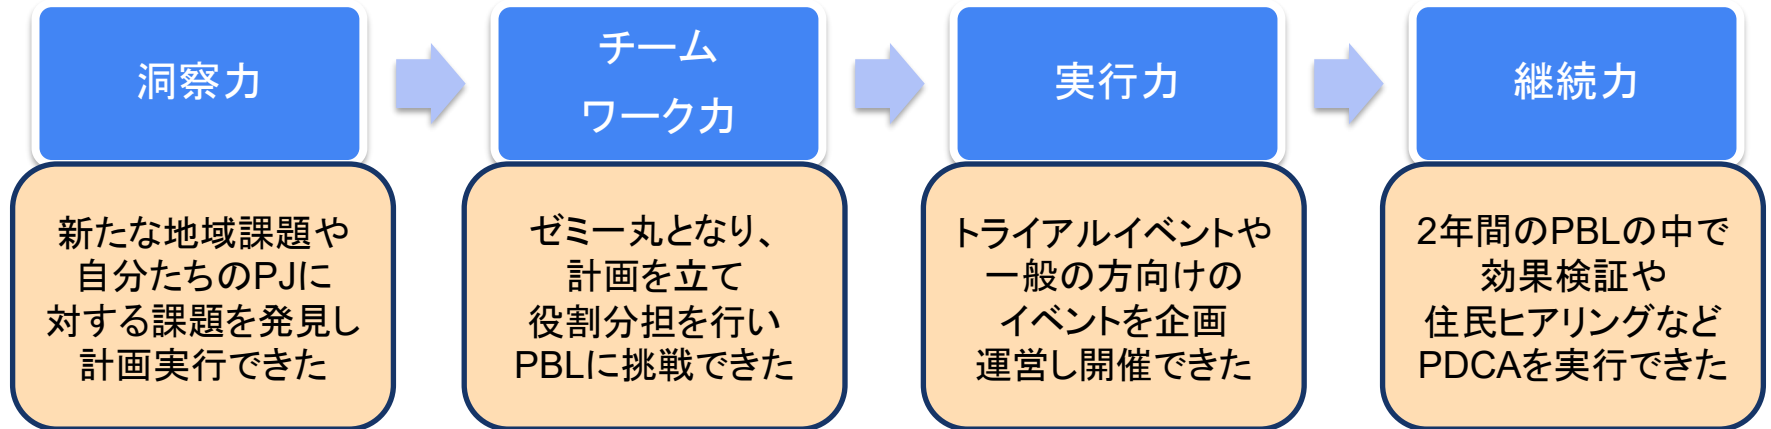 洞察力
新たな地域課題や
自分たちのPJに
対する課題を発見し
計画実行できた
チーム
ワーク力
ゼミ一丸となり、
計画を立て
役割分担を行い
PBLに挑戦できた
実行力
トライアルイベントや
一般の方向けの
イベントを企画
運営し開催できた
継続力
2年間のPBLの中で
効果検証や
住民ヒアリングなど
PDCAを実行できた